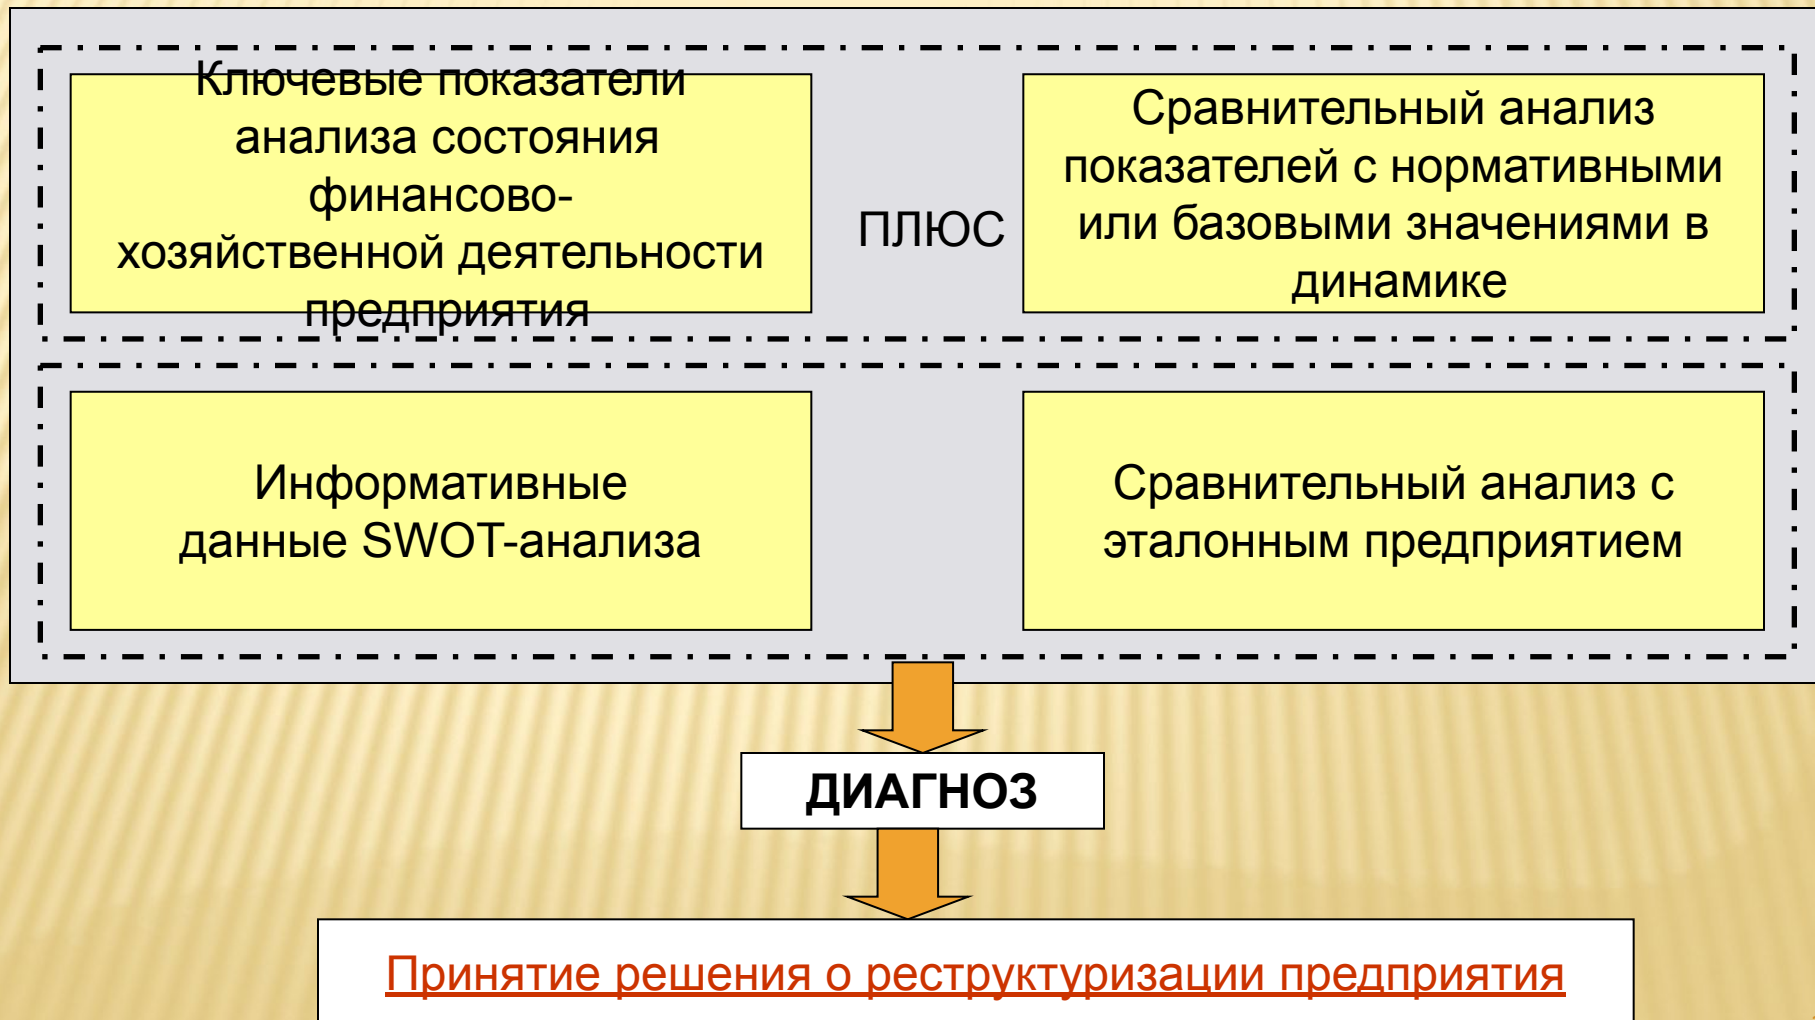 Ключевые показатели
анализа состояния
финансово-
хозяйственной деятельности
предприятия
ПЛЮС
Сравнительный анализ
показателей с нормативными
или базовыми значениями в
динамике
Информативные
данные SWOT-анализа
Сравнительный анализ с
эталонным предприятием
ДИАГНОЗ
Принятие решения о реструктуризации предприятия